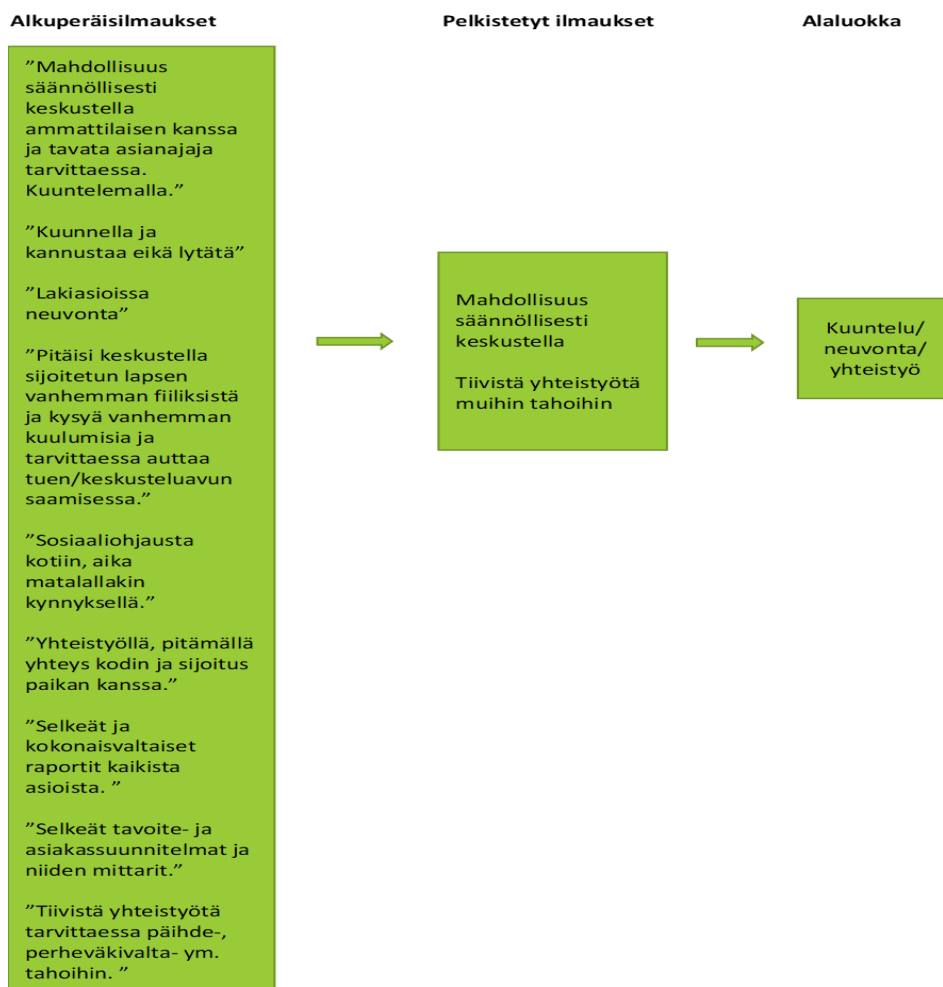 Alkuperäisilmaukset
Pelkistetyt ilmaukset
Alaluokka
”Mahdollisuus
säännöllisesti
keskustella
ammattilaisen kanssa
ja tavata asianajaja
tarvittaessa.
Kuuntelemalla.”
”Kuunnella ja
kannustaa eikä lytätä”
”Lakiasioissa
neuvonta”
”Pitäisi keskustella
sijoitetun lapsen
vanhemman fiiliksistä
ja kysyä vanhemman
kuulumisia ja
tarvittaessa auttaa
tuen/keskusteluavun
saamisessa.”
”Sosiaaliohjausta
kotiin, aika
matalallakin
kynnyksellä.”
”Yhteistyöllä, pitämällä
yhteys kodin ja sijoitus
paikan kanssa.”
”Selkeät ja
kokonaisvaltaiset
raportit kaikista
asioista. ”
”Selkeät tavoite- ja
asiakassuunnitelmat ja
niiden mittarit.”
”Tiivistä yhteistyötä
tarvittaessa päihde-,
perheväkivalta- ym.
tahoihin. ”
Mahdollisuus
säännöllisesti
keskustella
Tiivistä yhteistyötä
muihin tahoihin
Kuuntelu/
neuvonta/
yhteistyö